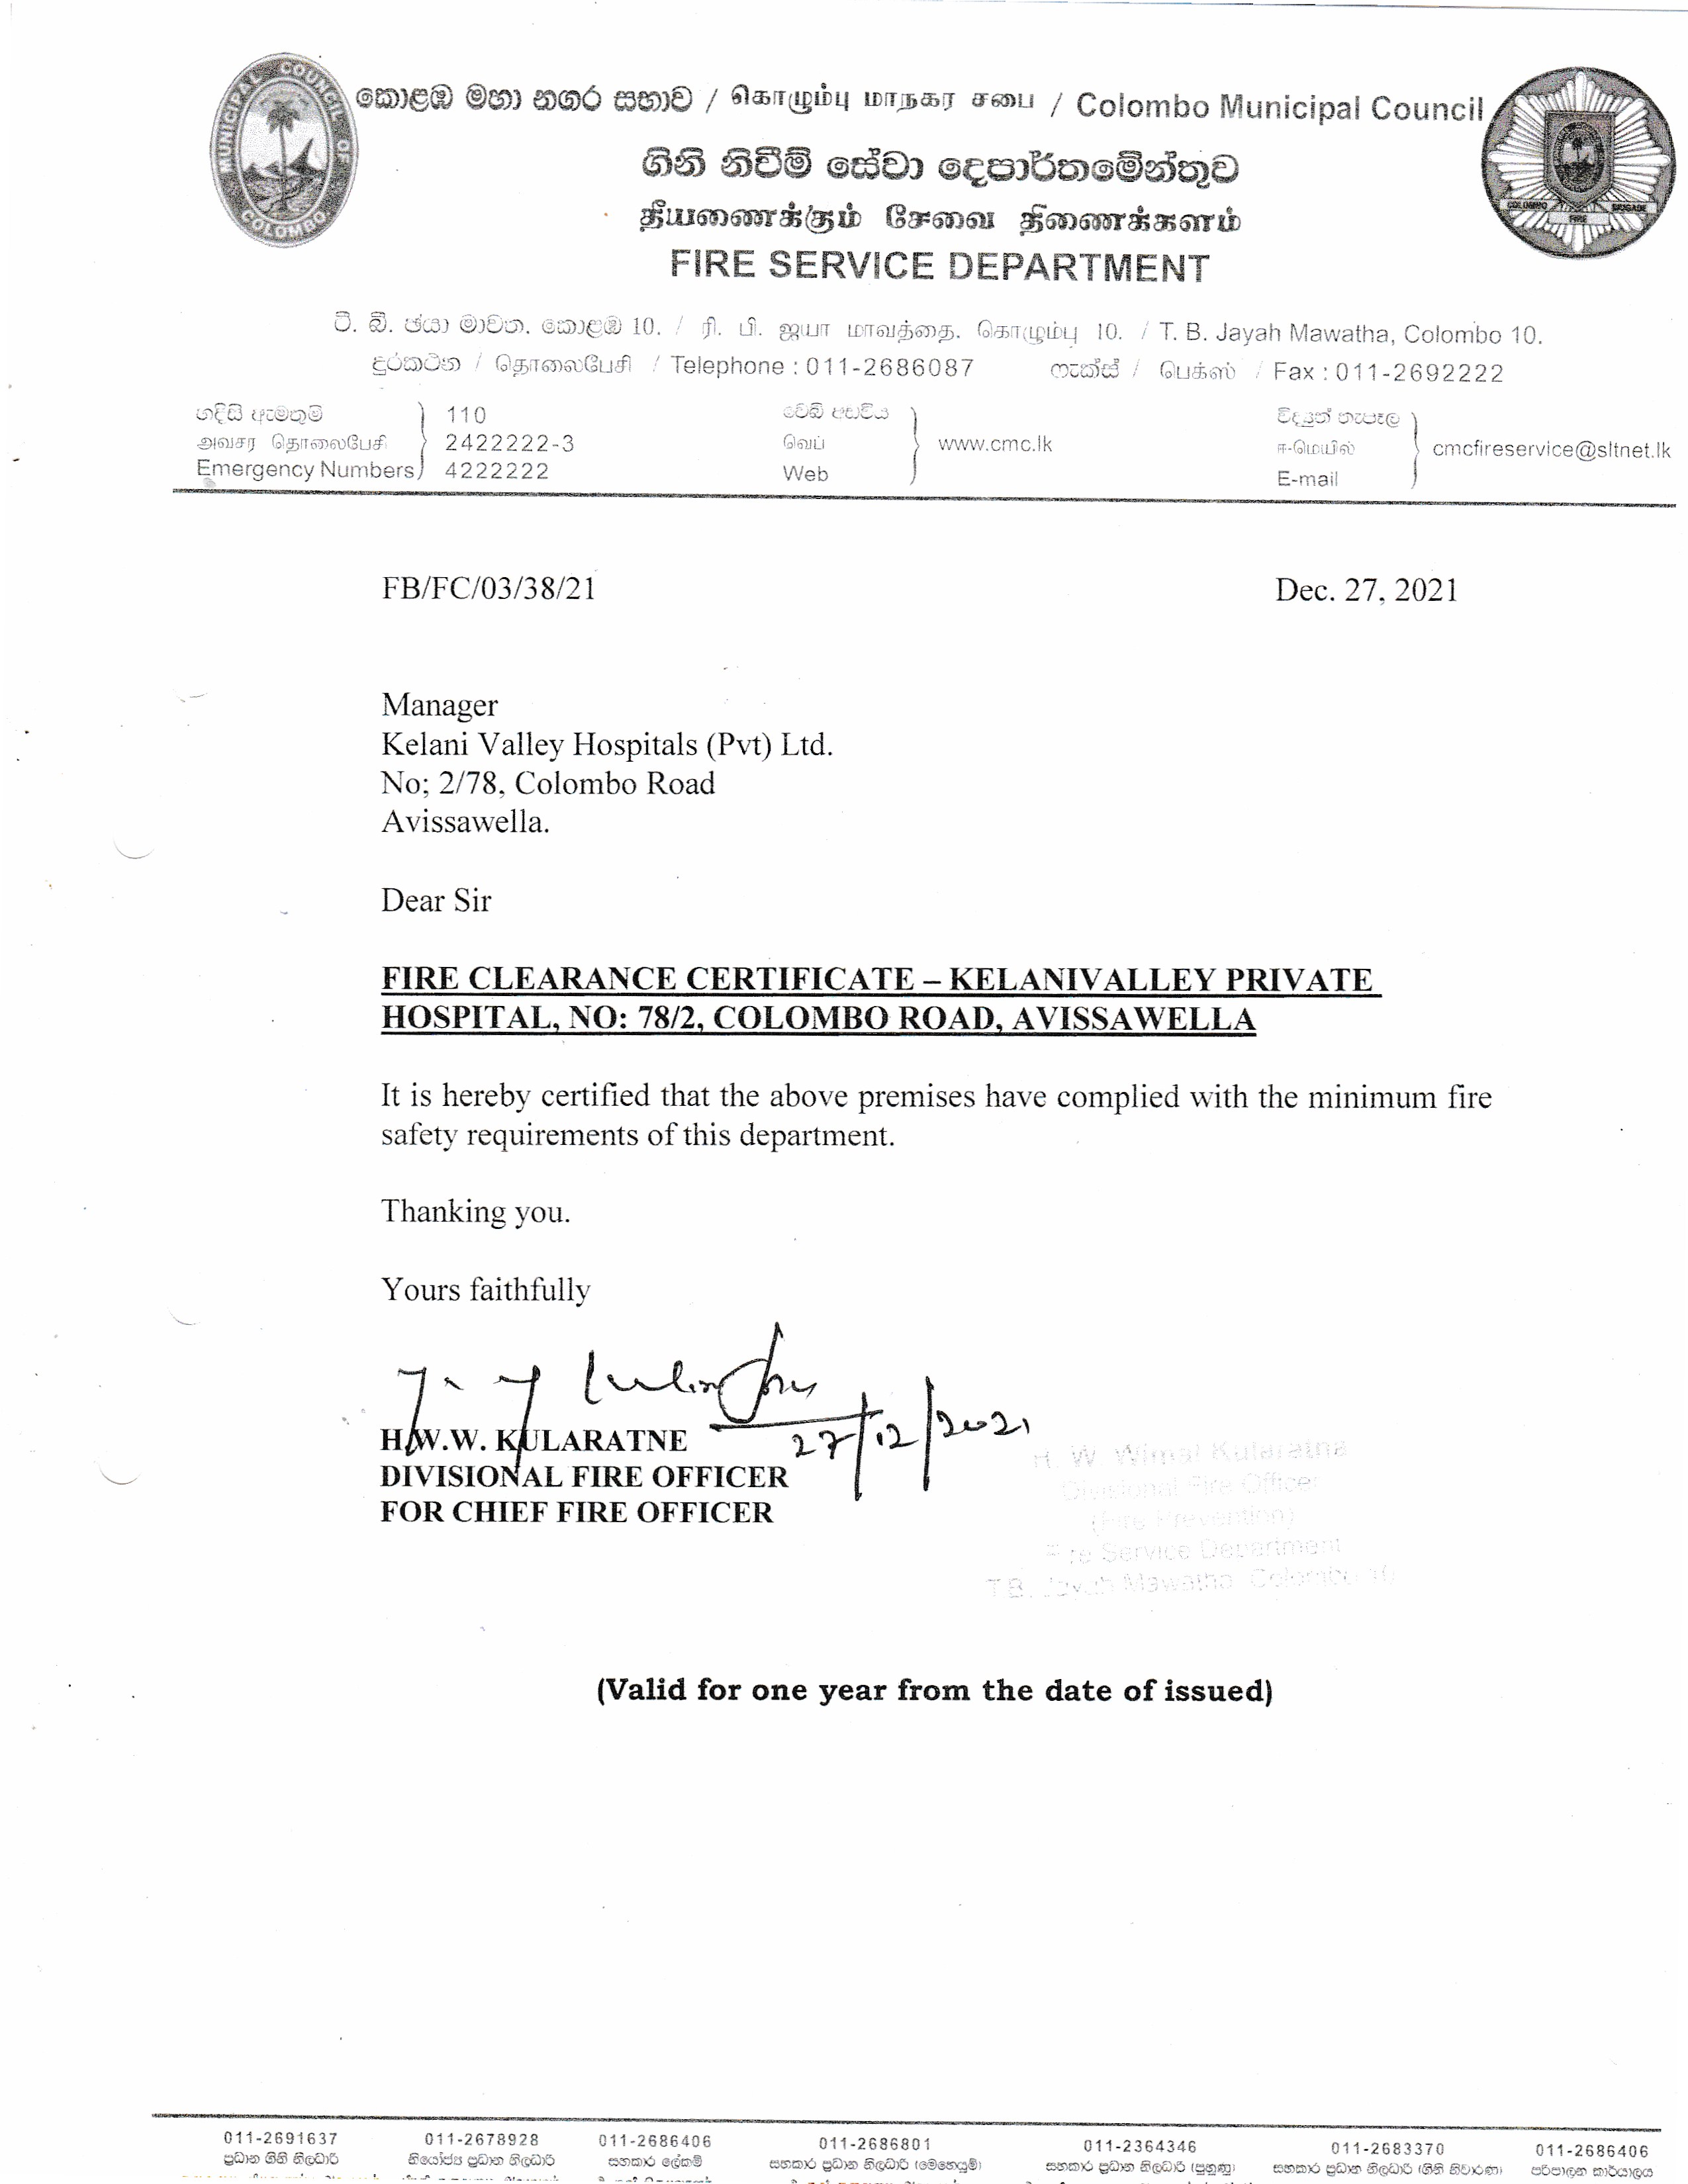 MUNICIPAL COUNCIL OF COLOMBO
කොළඹ මහා නගර සභාව / கொழும்பு மாநகர சபை / Colombo Municipal Council
ගිනි නිවීම් සේවා දෙපාර්තමේන්තුව
தீயணைக்கும் சேவை திணைக்களம்
FIRE SERVICE DEPARTMENT
COLOMBO FIRE BRIGADE
ටී. බී. ජයා මාවත. කොළඹ 10. / ரி. பி. ஜயா மாவத்தை. கொழும்பு 10. / T. B. Jayah Mawatha, Colombo 10.
දුරකථන / தொலைபேசி / Telephone : 011-2686087 ෆැක්ස් / பெக்ஸ் / Fax : 011-2692222
හදිසි ඇමතුම් 110 වෙබ් අඩවිය විද්‍යුත් තැපෑල
அவசர தொலைபேசி 2422222-3 வெப் www.cmc.lk ஈ-மெயில் cmcfireservice@sltnet.lk
Emergency Numbers 4222222 Web E-mail
FB/FC/03/38/21 Dec. 27, 2021
Manager
Kelani Valley Hospitals (Pvt) Ltd.
No; 2/78, Colombo Road
Avissawella.
Dear Sir
FIRE CLEARANCE CERTIFICATE – KELANIVALLEY PRIVATE
HOSPITAL, NO: 78/2, COLOMBO ROAD, AVISSAWELLA
It is hereby certified that the above premises have complied with the minimum fire
safety requirements of this department.
Thanking you.
Yours faithfully
27/12/2021
H.W.W. KULARATNE
DIVISIONAL FIRE OFFICER
FOR CHIEF FIRE OFFICER
H. W. Wimal Kularatna
Divisional Fire Officer
(Fire Prevention)
Fire Service Department
T.B. Jayah Mawatha, Colombo 10
(Valid for one year from the date of issued)
011-2691637 011-2678928 011-2686406 011-2686801 011-2364346 011-2683370 011-2686406
ප්‍රධාන ගිනි නිලධාරි නියෝජ්‍ය ප්‍රධාන නිලධාරි සහකාර ලේකම් සහකාර ප්‍රධාන නිලධාරි (මෙහෙයුම්) සහකාර ප්‍රධාන නිලධාරි (පුහුණු) සහකාර ප්‍රධාන නිලධාරි (ගිනි නිවාරණ) පරිපාලන කාර්යාලය